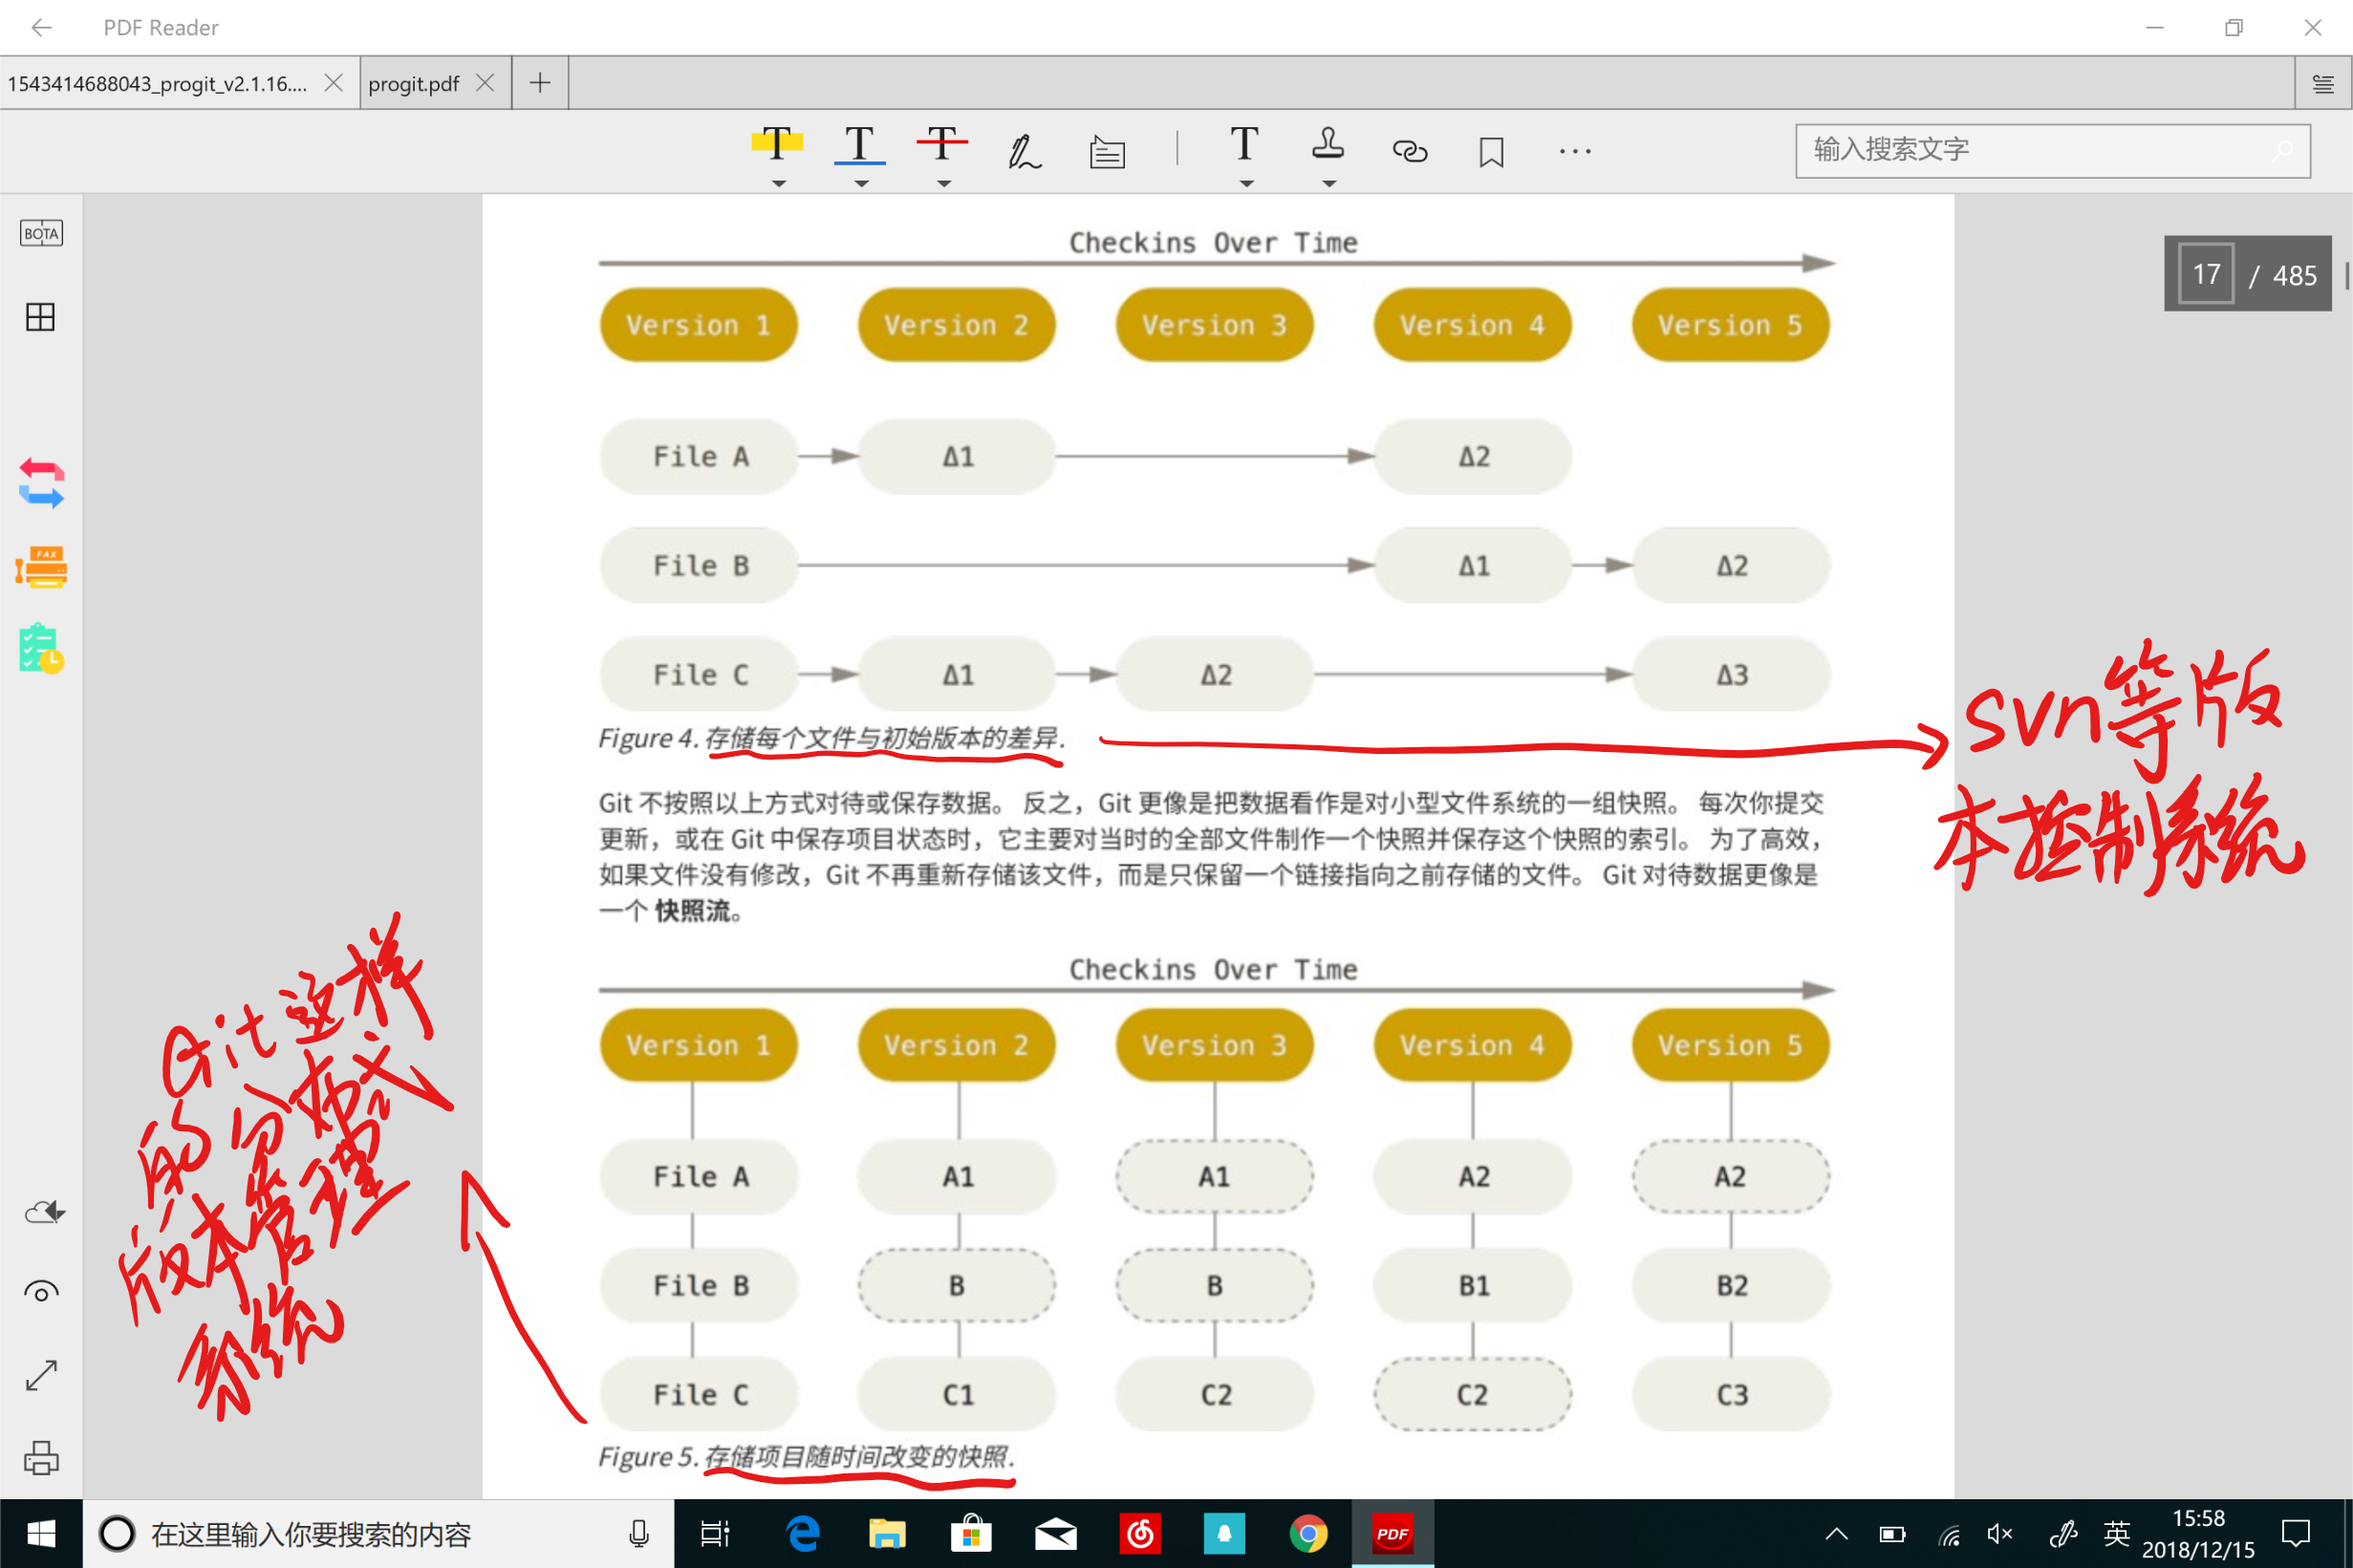 PDF Reader
1543414688043_progit_v2.1.16....
progit.pdf
T T T T
输入搜索文字
BOTA
FAX
17 / 485
Checkins Over Time
Version 1 Version 2 Version 3 Version 4 Version 5
File A Δ1 Δ2
File B Δ1 Δ2
File C Δ1 Δ2 Δ3
Figure 4. 存储每个文件与初始版本的差异.
svn等版
本控制系统
Git 不按照以上方式对待或保存数据。 反之，Git 更像是把数据看作是对小型文件系统的一组快照。 每次你提交
更新，或在 Git 中保存项目状态时，它主要对当时的全部文件制作一个快照并保存这个快照的索引。 为了高效，
如果文件没有修改，Git 不再重新存储该文件，而是只保留一个链接指向之前存储的文件。 Git 对待数据更像是
一个 快照流。
Git这样
的分布式
版本管理
系统
Checkins Over Time
Version 1 Version 2 Version 3 Version 4 Version 5
File A A1 A1 A2 A2
File B B B B1 B2
File C C1 C2 C2 C3
Figure 5. 存储项目随时间改变的快照.
在这里输入你要搜索的内容
PDF
英
15:58
2018/12/15